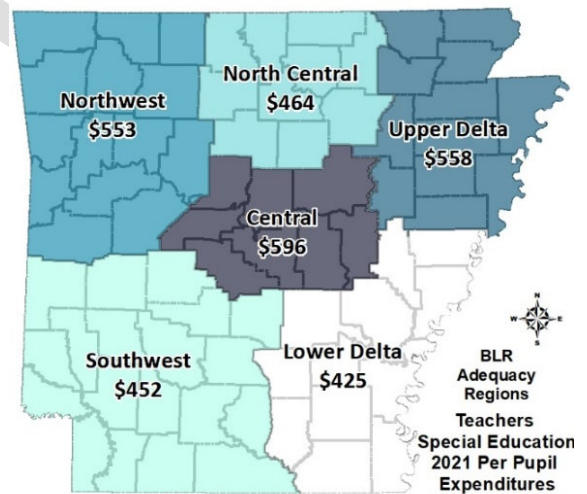 North Central
$464
Northwest
$553
Upper Delta
$558
Central
$596
Southwest
$452
Lower Delta
$425
N
W E
S
BLR
Adequacy
Regions
Teachers
Special Education
2021 Per Pupil
Expenditures